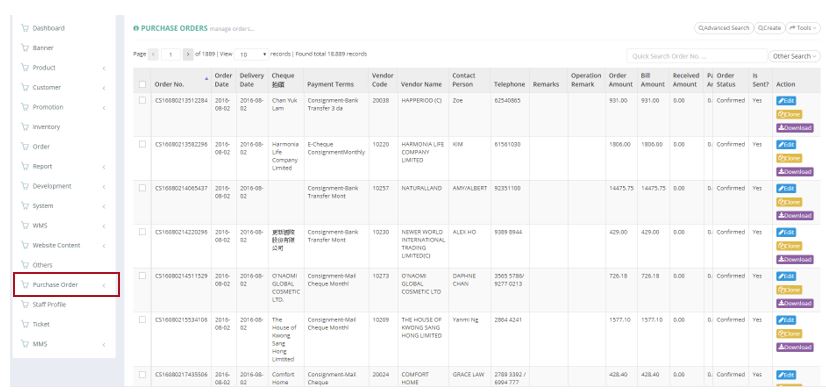 Dashboard
Banner
Product
Customer
Promotion
Inventory
Order
Report
Development
System
WMS
Website Content
Others
Purchase Order
Staff Profile
Ticket
MMS
PURCHASE ORDERS manage orders...
Advanced Search Create Tools
Page 1 of 1889 | View 10 records | Found total 18,889 records
Quick Search Order No. ... Other Search
Order No. Order Date Delivery Date Cheque 抬頭 Payment Terms Vendor Code Vendor Name Contact Person Telephone Remarks Operation Remark Order Amount Bill Amount Received Amount Order Status Is Sent? Action
CS16080213512284 2016-08-02 2016-08-02 Chan Yuk Lam Consignment-Bank Transfer 3 da 20038 HAPPERIOD (C) Zoe 62540865 931.00 931.00 0.00 0. Confirmed Yes Edit Clone Download
CS16080213582296 2016-08-02 2016-08-02 Harmonia Life Company Limited E-Cheque ConsignmentMonthly 10220 HARMONIA LIFE COMPANY LIMITED KIM 61561030 1806.00 1806.00 0.00 0. Confirmed Yes Edit Clone Download
CS16080214065437 2016-08-02 2016-08-02 Consignment-Bank Transfer Mont 10257 NATURALLAND AMY/ALBERT 92351100 14475.75 14475.75 0.00 0. Confirmed Yes Edit Clone Download
CS16080214220296 2016-08-02 2016-08-02 Consignment-Bank Transfer Mont 10230 NEWER WORLD INTERNATIONAL TRADING LIMITED(C) ALEX HO 9389 8944 429.00 429.00 0.00 0. Confirmed Yes Edit Clone Download
CS16080214511529 2016-08-02 2016-08-02 O'NAOMI GLOBAL COSMETIC LTD. Consignment-Mail Cheque Monthl 10273 O'NAOMI GLOBAL COSMETIC LTD DAPHNE CHAN 3565 5786/ 9277 0213 726.18 726.18 0.00 0. Confirmed Yes Edit Clone Download
CS16080215534106 2016-08-02 2016-08-02 The House of Kwong Sang Hong Limited Consignment-Mail Cheque Monthl 10209 THE HOUSE OF KWONG SANG HONG LIMITED Yanmi Ng 2864 4241 1577.10 1577.10 0.00 0. Confirmed Yes Edit Clone Download
CS16080217435506 2016-08-02 2016-08-02 Comfort Home Consignment-Mail Cheque 20024 COMFORT HOME GRACE LAW 2789 3392 / 6994 777 428.40 428.40 0.00 0. Confirmed Yes Edit